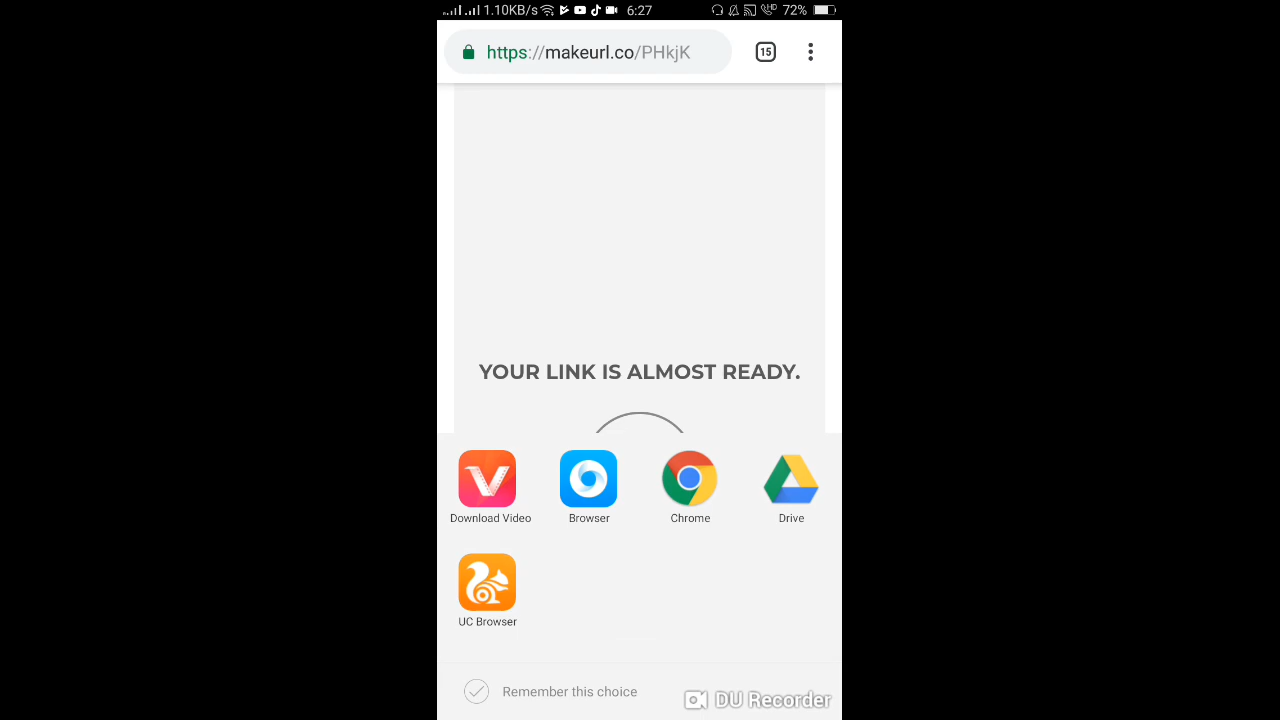 1.10KB/s 6:27 HD 72%
https://makeurl.co/PHkjK 15
YOUR LINK IS ALMOST READY.
Download Video Browser Chrome Drive
UC Browser
Remember this choice
DU Recorder